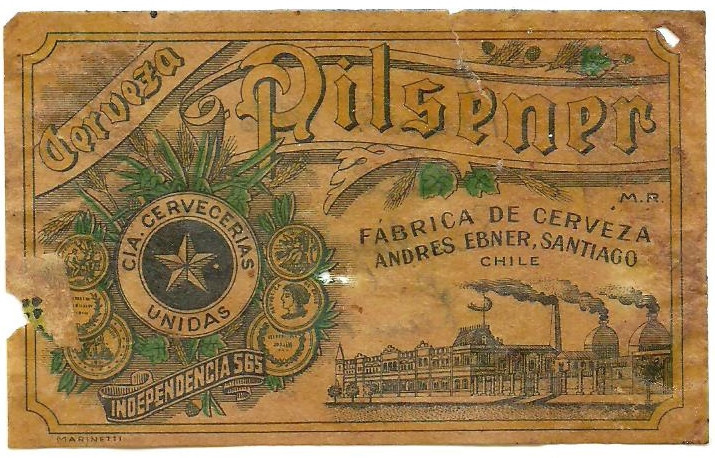 Cerveza
Pilsener
M.R.
FÁBRICA DE CERVEZA
ANDRES EBNER, SANTIAGO
CHILE
CIA. CERVECERIAS
UNIDAS
INDEPENDENCIA 565
MARINETTI